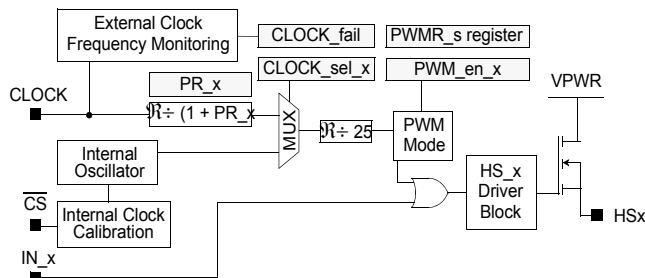 External Clock
Frequency Monitoring
CLOCK_fail
PWMR_s register
PR_x
CLOCK_sel_x
PWM_en_x
VPWR
CLOCK
ℜ÷ (1 + PR_x
MUX
ℜ÷ 25
PWM
Mode
Internal
Oscillator
HS_x
Driver
Block
CS
Internal Clock
Calibration
HSx
IN_x